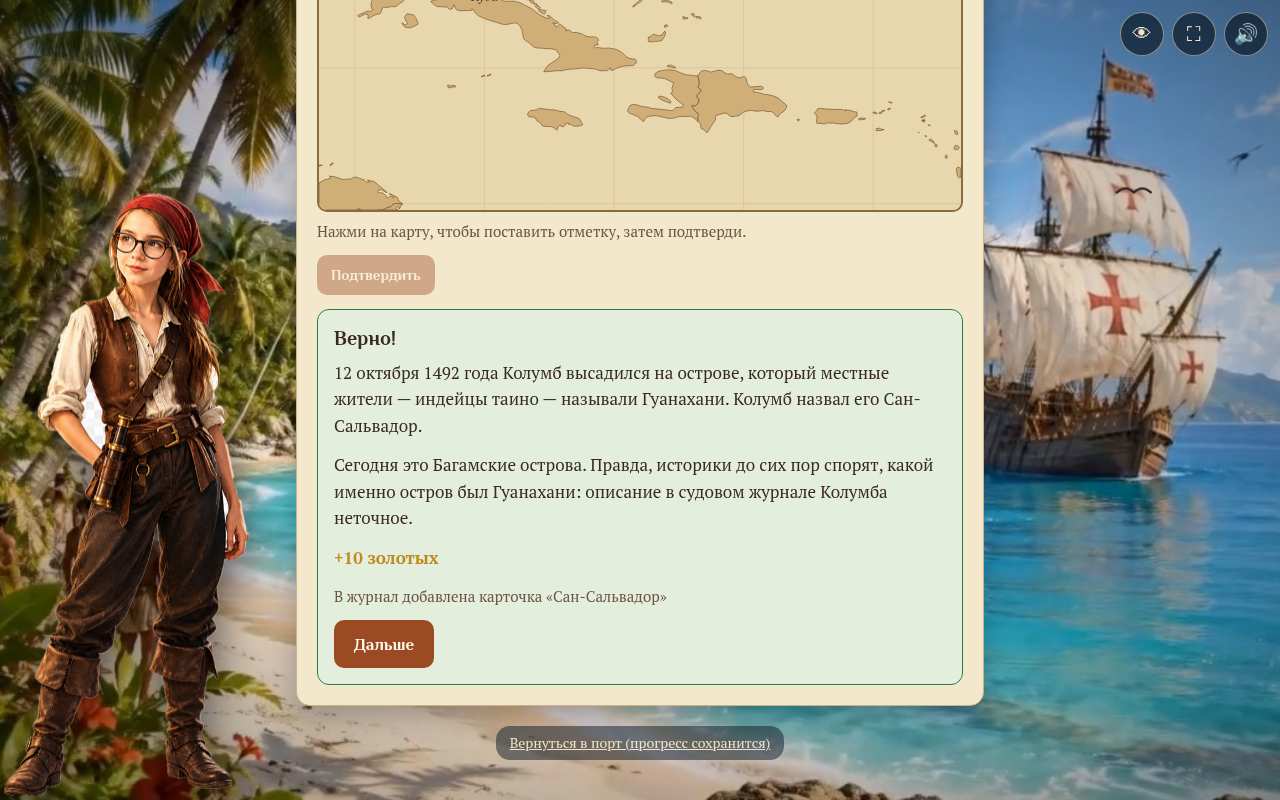 Нажми на карту, чтобы поставить отметку, затем подтверди.
Подтвердить
Верно!
12 октября 1492 года Колумб высадился на острове, который местные
жители — индейцы таино — называли Гуанахани. Колумб назвал его Сан-
Сальвадор.
Сегодня это Багамские острова. Правда, историки до сих пор спорят, какой
именно остров был Гуанахани: описание в судовом журнале Колумба
неточное.
+10 золотых
В журнал добавлена карточка «Сан-Сальвадор»
Дальше
Вернуться в порт (прогресс сохранится)